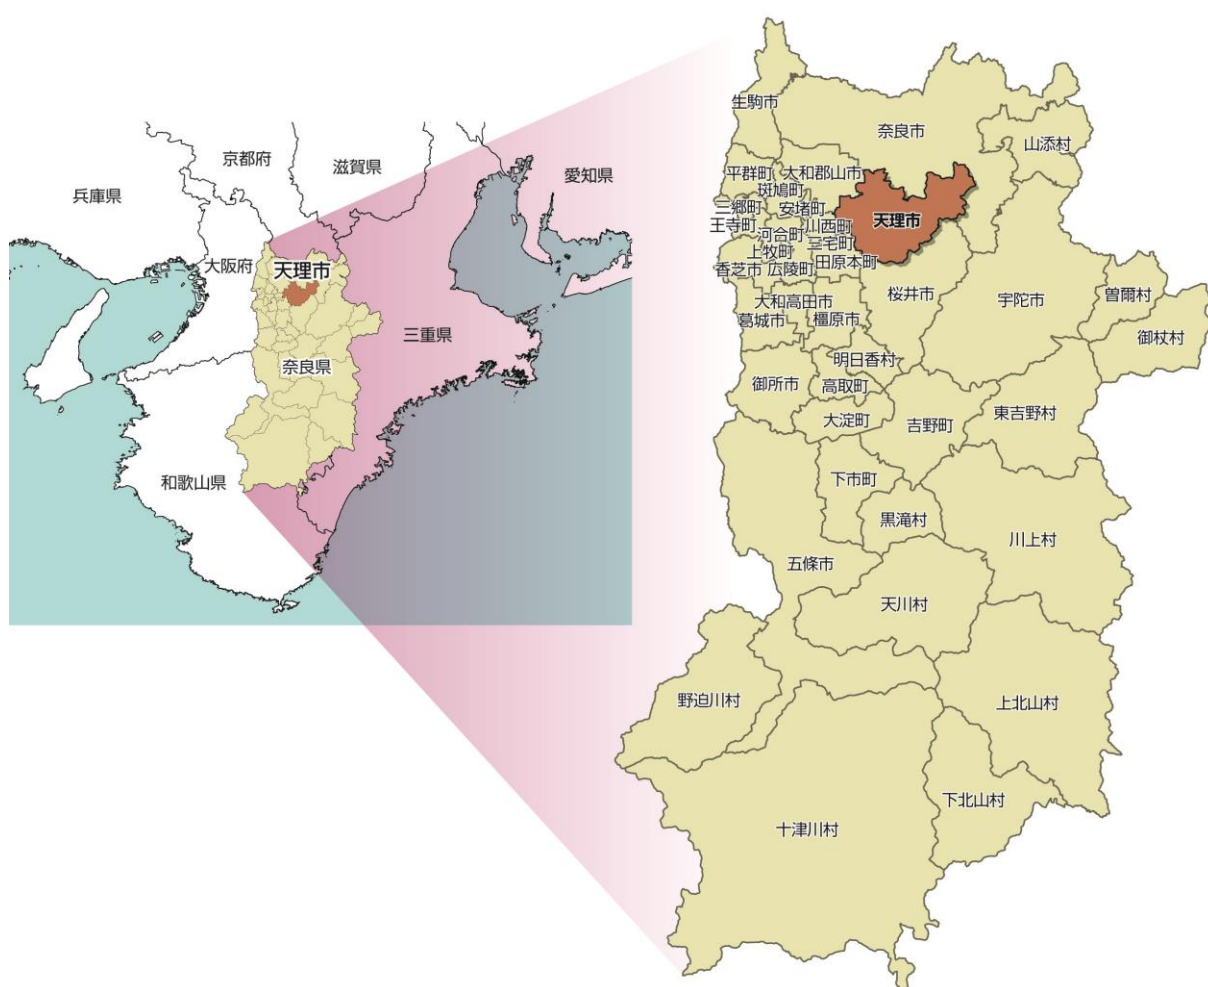 京都府
滋賀県
愛知県
兵庫県
大阪府
天理市
三重県
奈良県
和歌山県
生駒市
奈良市
山添村
平群町
大和郡山市
斑鳩町
三郷町
安堵町
天理市
王寺町
川西町
河合町
三宅町
上牧町
田原本町
香芝市
広陵町
桜井市
宇陀市
曽爾村
大和高田市
葛城市
橿原市
御杖村
明日香村
御所市
高取町
大淀町
吉野町
東吉野村
下市町
黒滝村
川上村
五條市
天川村
野迫川村
上北山村
下北山村
十津川村